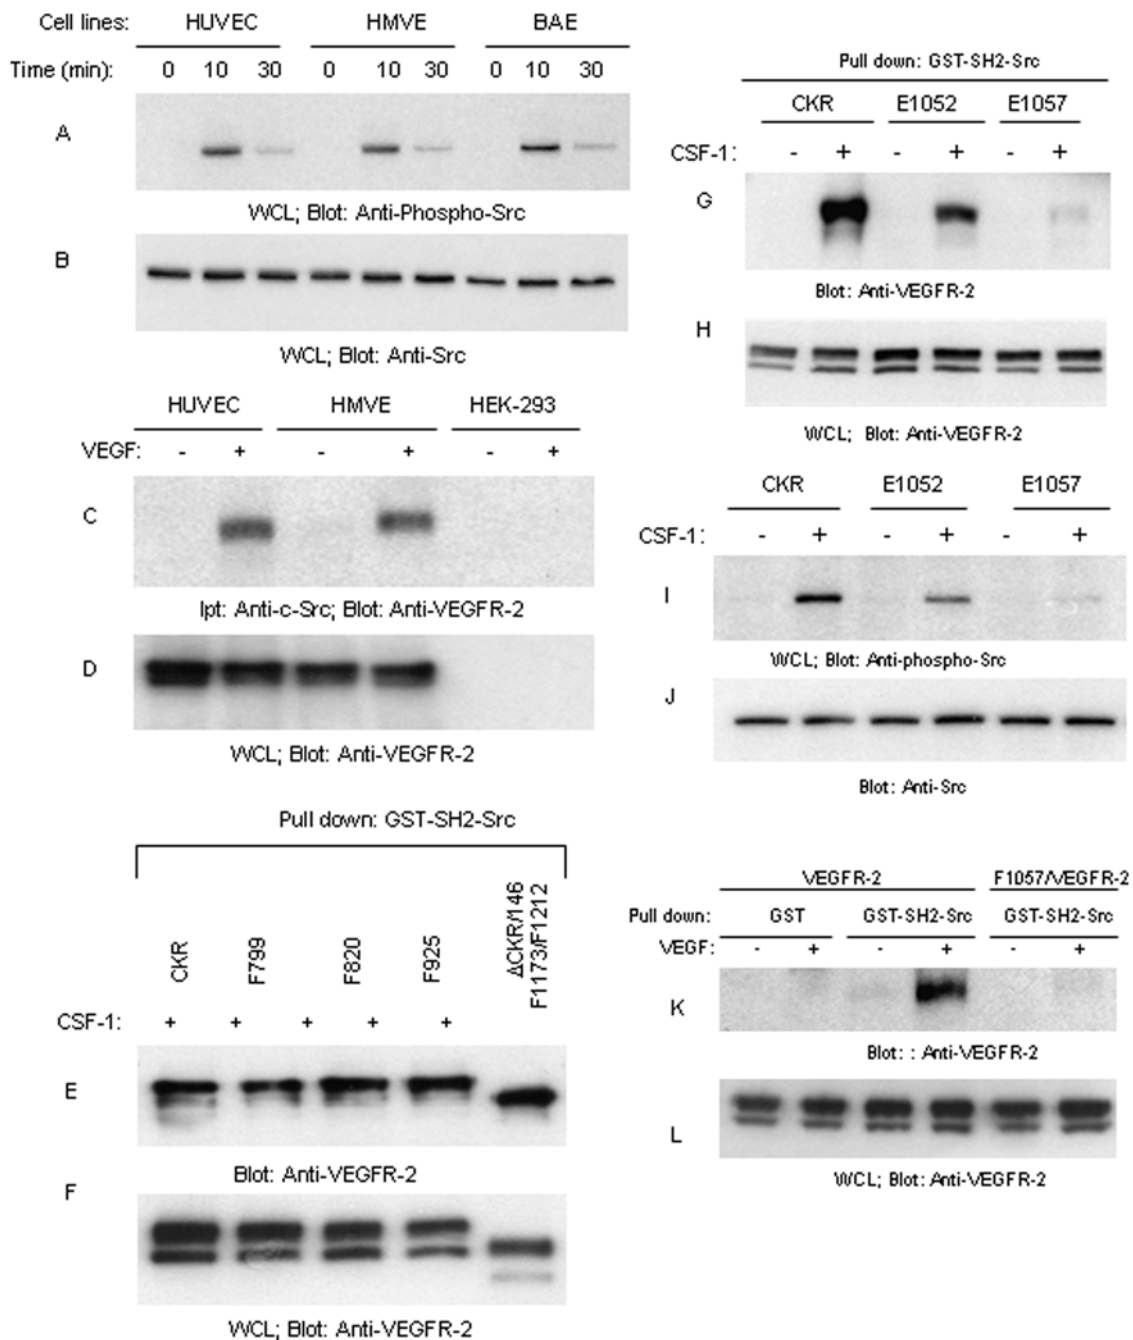 Cell lines: HUVEC HMVE BAE
Time (min): 0 10 30 0 10 30 0 10 30
A
WCL; Blot: Anti-Phospho-Src
B
WCL; Blot: Anti-Src
HUVEC HMVE HEK-293
VEGF: - + - + - +
C
Ipt: Anti-c-Src; Blot: Anti-VEGFR-2
D
WCL; Blot: Anti-VEGFR-2
Pull down: GST-SH2-Src
CKR F799 F820 F925 ΔCKR/146 F1173/F1212
CSF-1: + + + + +
E
Blot: Anti-VEGFR-2
F
WCL; Blot: Anti-VEGFR-2
Pull down: GST-SH2-Src
CKR E1052 E1057
CSF-1: - + - + - +
G
Blot: Anti-VEGFR-2
H
WCL; Blot: Anti-VEGFR-2
CKR E1052 E1057
CSF-1: - + - + - +
I
WCL; Blot: Anti-phospho-Src
J
Blot: Anti-Src
VEGFR-2 F1057/VEGFR-2
Pull down: GST GST-SH2-Src GST-SH2-Src
VEGF: - + - + - +
K
Blot: : Anti-VEGFR-2
L
WCL; Blot: Anti-VEGFR-2